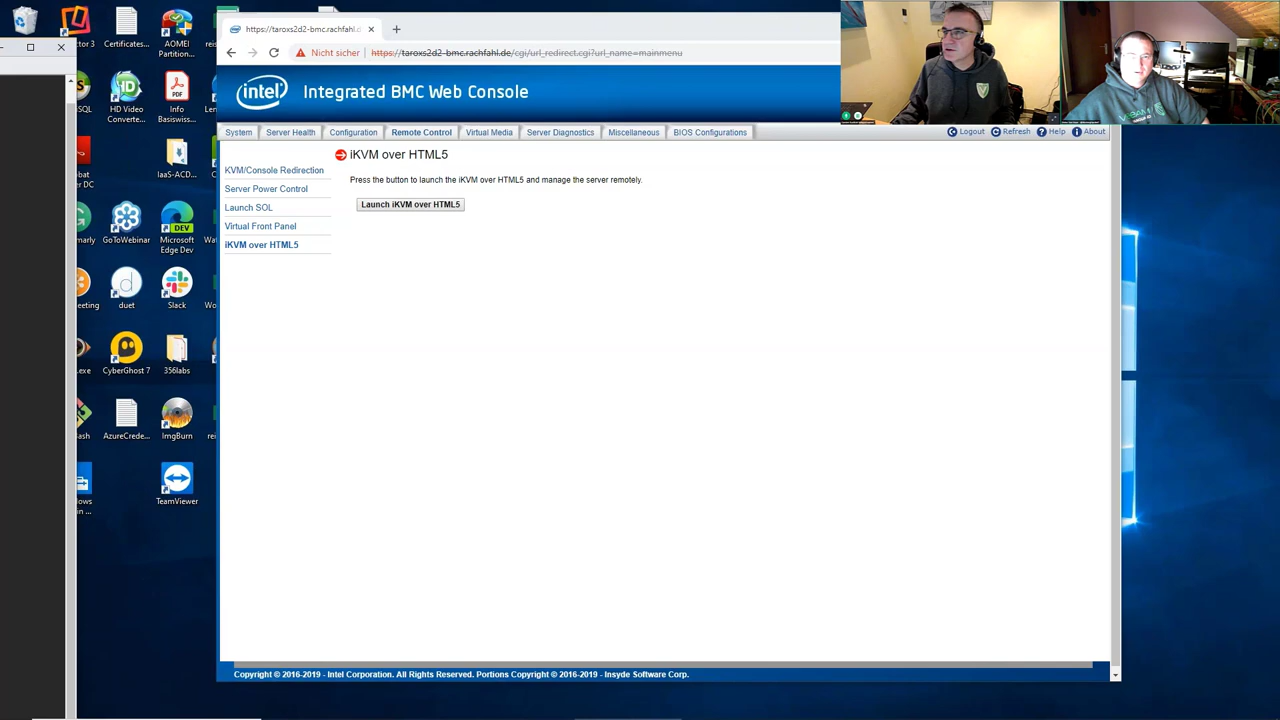 https://taroxs2d2-bmc.rachfahl.d
Nicht sicher
https://taroxs2d2-bmc.rachfahl.de/cgi/url_redirect.cgi?url_name=mainmenu
intel
Integrated BMC Web Console
System
Server Health
Configuration
Remote Control
Virtual Media
Server Diagnostics
Miscellaneous
BIOS Configurations
Logout
Refresh
Help
About
KVM/Console Redirection
Server Power Control
Launch SOL
Virtual Front Panel
iKVM over HTML5
iKVM over HTML5
Press the button to launch the iKVM over HTML5 and manage the server remotely.
Launch iKVM over HTML5
Copyright © 2016-2019 - Intel Corporation. All Rights Reserved. Portions Copyright © 2016-2019 - Insyde Software Corp.
Certificates...
AOMEI
Partition...
HD Video
Converte...
PDF
Info
Basiswiss...
IaaS-ACD...
GoToWebinar
DEV
Microsoft
Edge Dev
duet
Slack
CyberGhost 7
356labs
AzureCrede...
ImgBurn
TeamViewer